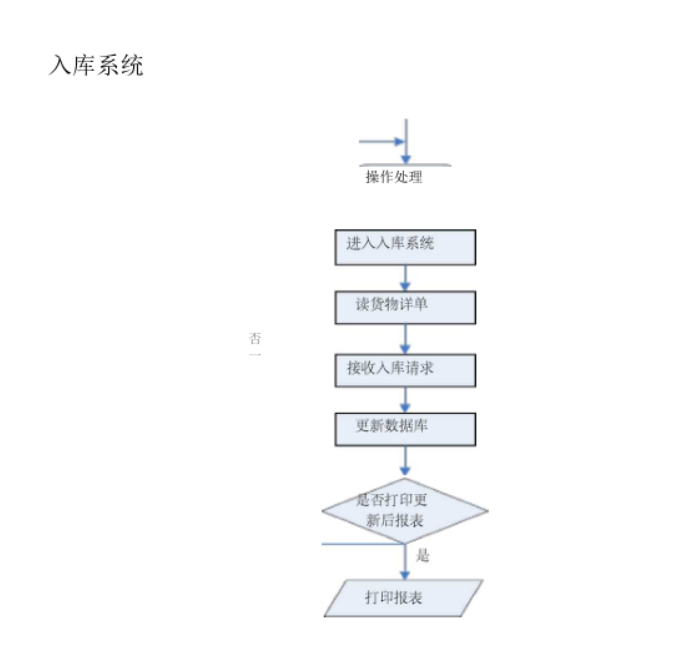 入库系统
操作处理
进入入库系统
读货物详单
否
接收入库请求
更新数据库
是否打印更
新后报表
是
打印报表